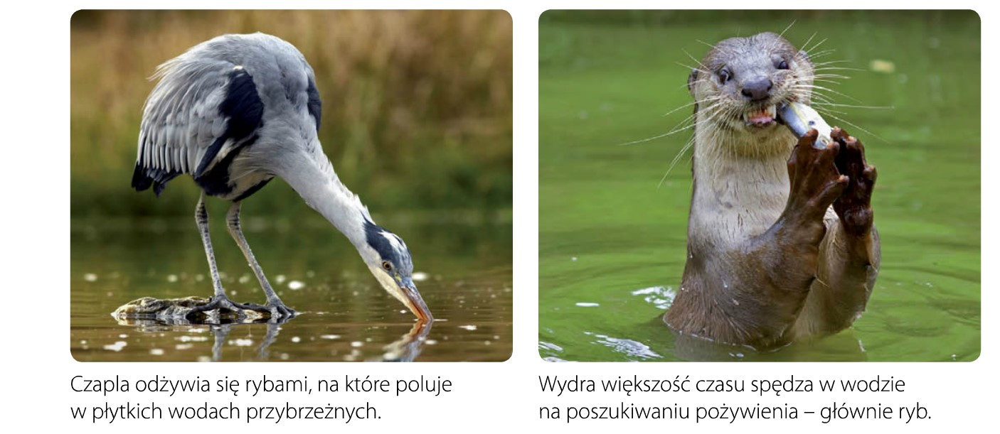 Czapla odżywia się rybami, na które poluje
w płytkich wodach przybrzeżnych.
Wydra większość czasu spędza w wodzie
na poszukiwaniu pożywienia – głównie ryb.